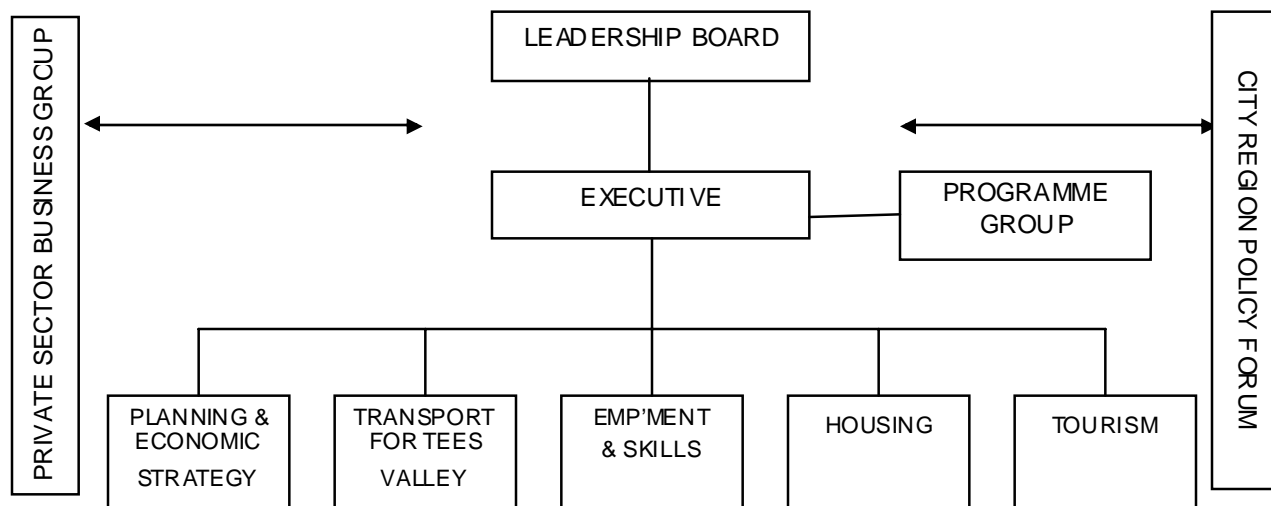 PRIVATE SECTOR BUSINESS GRCUP
LEADERSHIP BOARD
CITY REGION POLICY FORUM
EXECUTIVE
PROGRAMME
GROUP
PLANNING &
ECONOMIC
STRATEGY
TRANSPORT
FOR TEES
VALLEY
EMP'MENT
& SKILLS
HOUSING
TOURISM